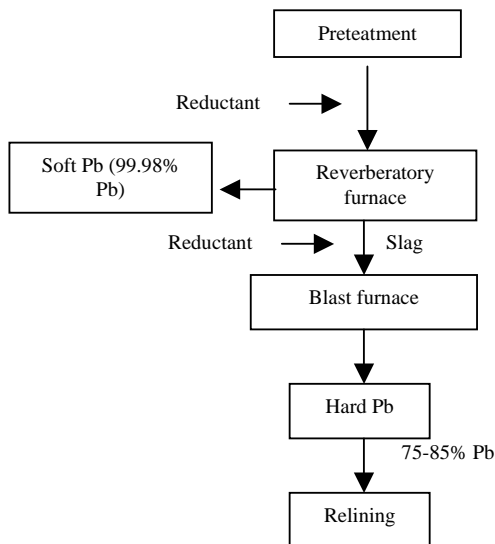 Preteatment
Reductant
Soft Pb (99.98%
Pb)
Reverberatory
furnace
Reductant
Slag
Blast furnace
Hard Pb
75-85% Pb
Relining